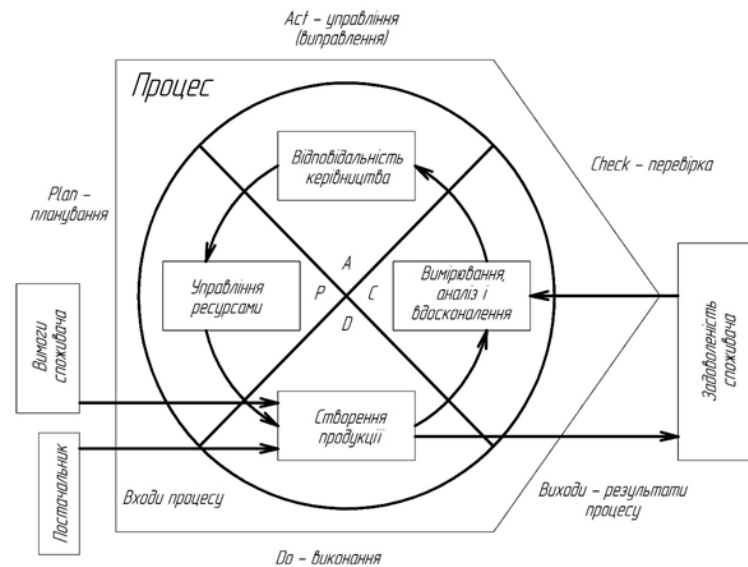 Act – управління
(виправлення)
Процес
Відповідальність
керівництва
Check – перевірка
Plan –
планування
A
P
C
D
Управління
ресурсами
Вимірювання,
аналіз і
вдосконалення
Вимоги
споживача
Задоволеність
споживача
Створення
продукції
Постачальник
Входи процесу
Виходи – результати
процесу
Do – виконання